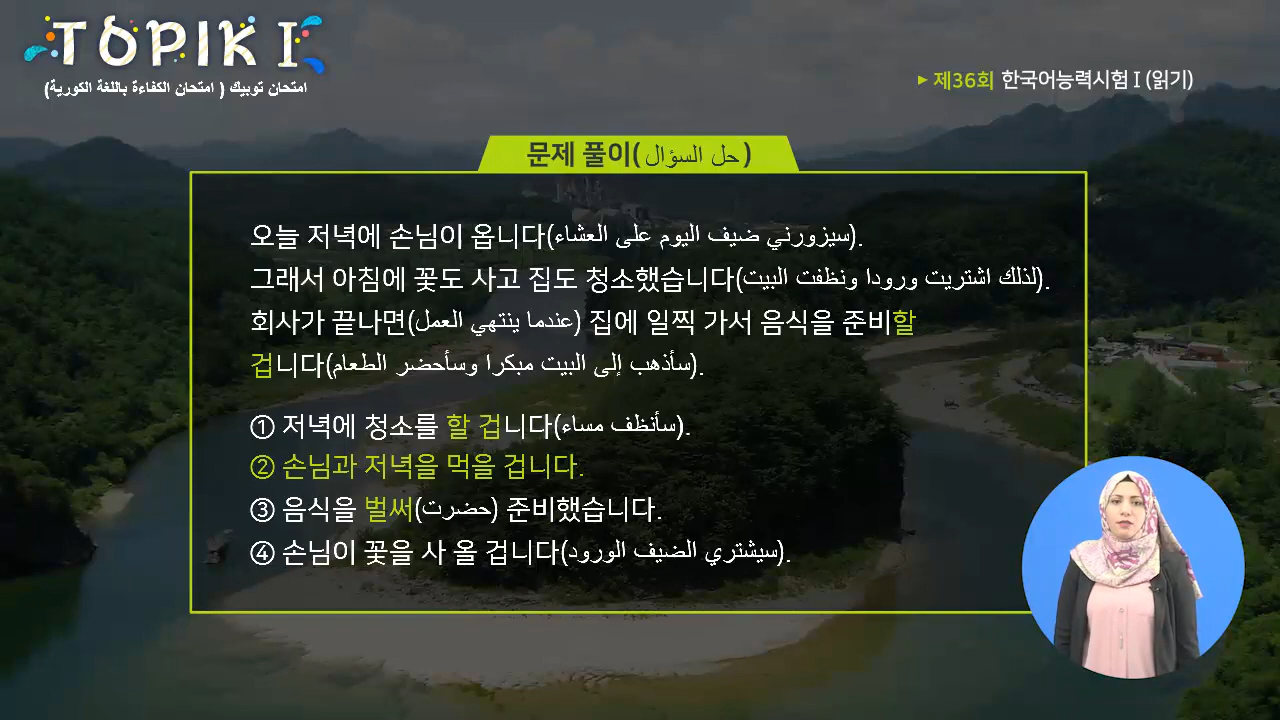 TOPIK I
امتحان توبيك ( امتحان الكفاءة باللغة الكورية)
▶ 제36회 한국어능력시험 I (읽기)
문제 풀이(حل السؤال)
오늘 저녁에 손님이 옵니다(سيزورني ضيف اليوم على العشاء).
그래서 아침에 꽃도 사고 집도 청소했습니다(لذلك اشتريت ورودا ونظفت البيت).
회사가 끝나면(عندما ينتهي العمل) 집에 일찍 가서 음식을 준비할
겁니다(سأذهب إلى البيت مبكرا وسأحضر الطعام).
① 저녁에 청소를 할 겁니다(سأنظف مساء).
② 손님과 저녁을 먹을 겁니다.
③ 음식을 벌써(حضرت) 준비했습니다.
④ 손님이 꽃을 사 올 겁니다(سيشتري الضيف الورود).